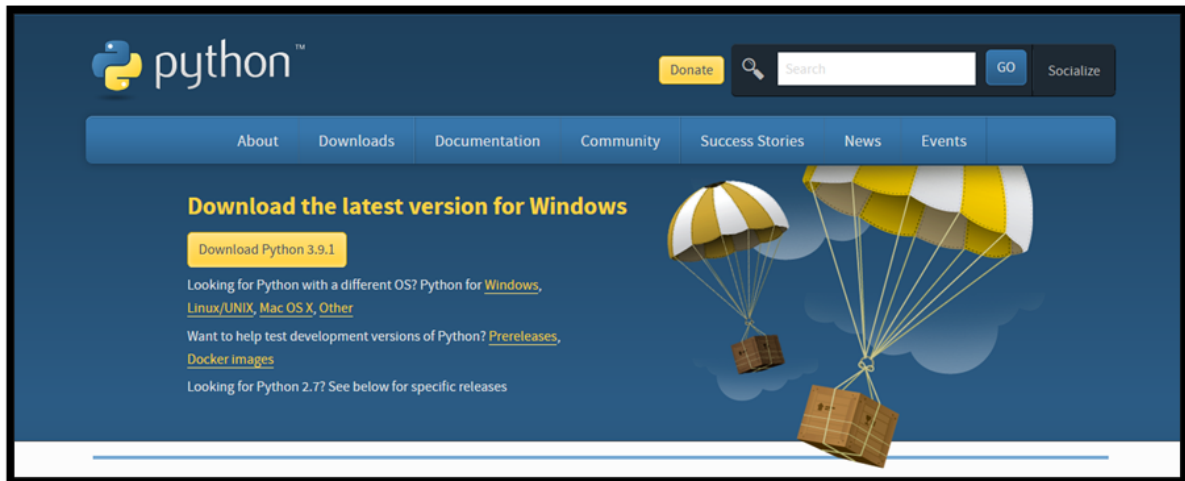 python™
Donate
Search
GO
Socialize
About Downloads Documentation Community Success Stories News Events
Download the latest version for Windows
Download Python 3.9.1
Looking for Python with a different OS? Python for Windows,
Linux/UNIX, Mac OS X, Other
Want to help test development versions of Python? Prereleases,
Docker images
Looking for Python 2.7? See below for specific releases